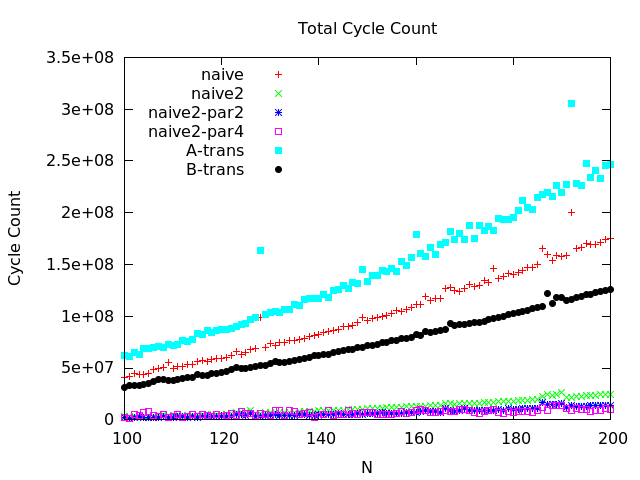 Total Cycle Count
3.5e+08
3e+08
2.5e+08
2e+08
1.5e+08
1e+08
5e+07
0
Cycle Count
naive
naive2
naive2-par2
naive2-par4
A-trans
B-trans
100 120 140 160 180 200
N